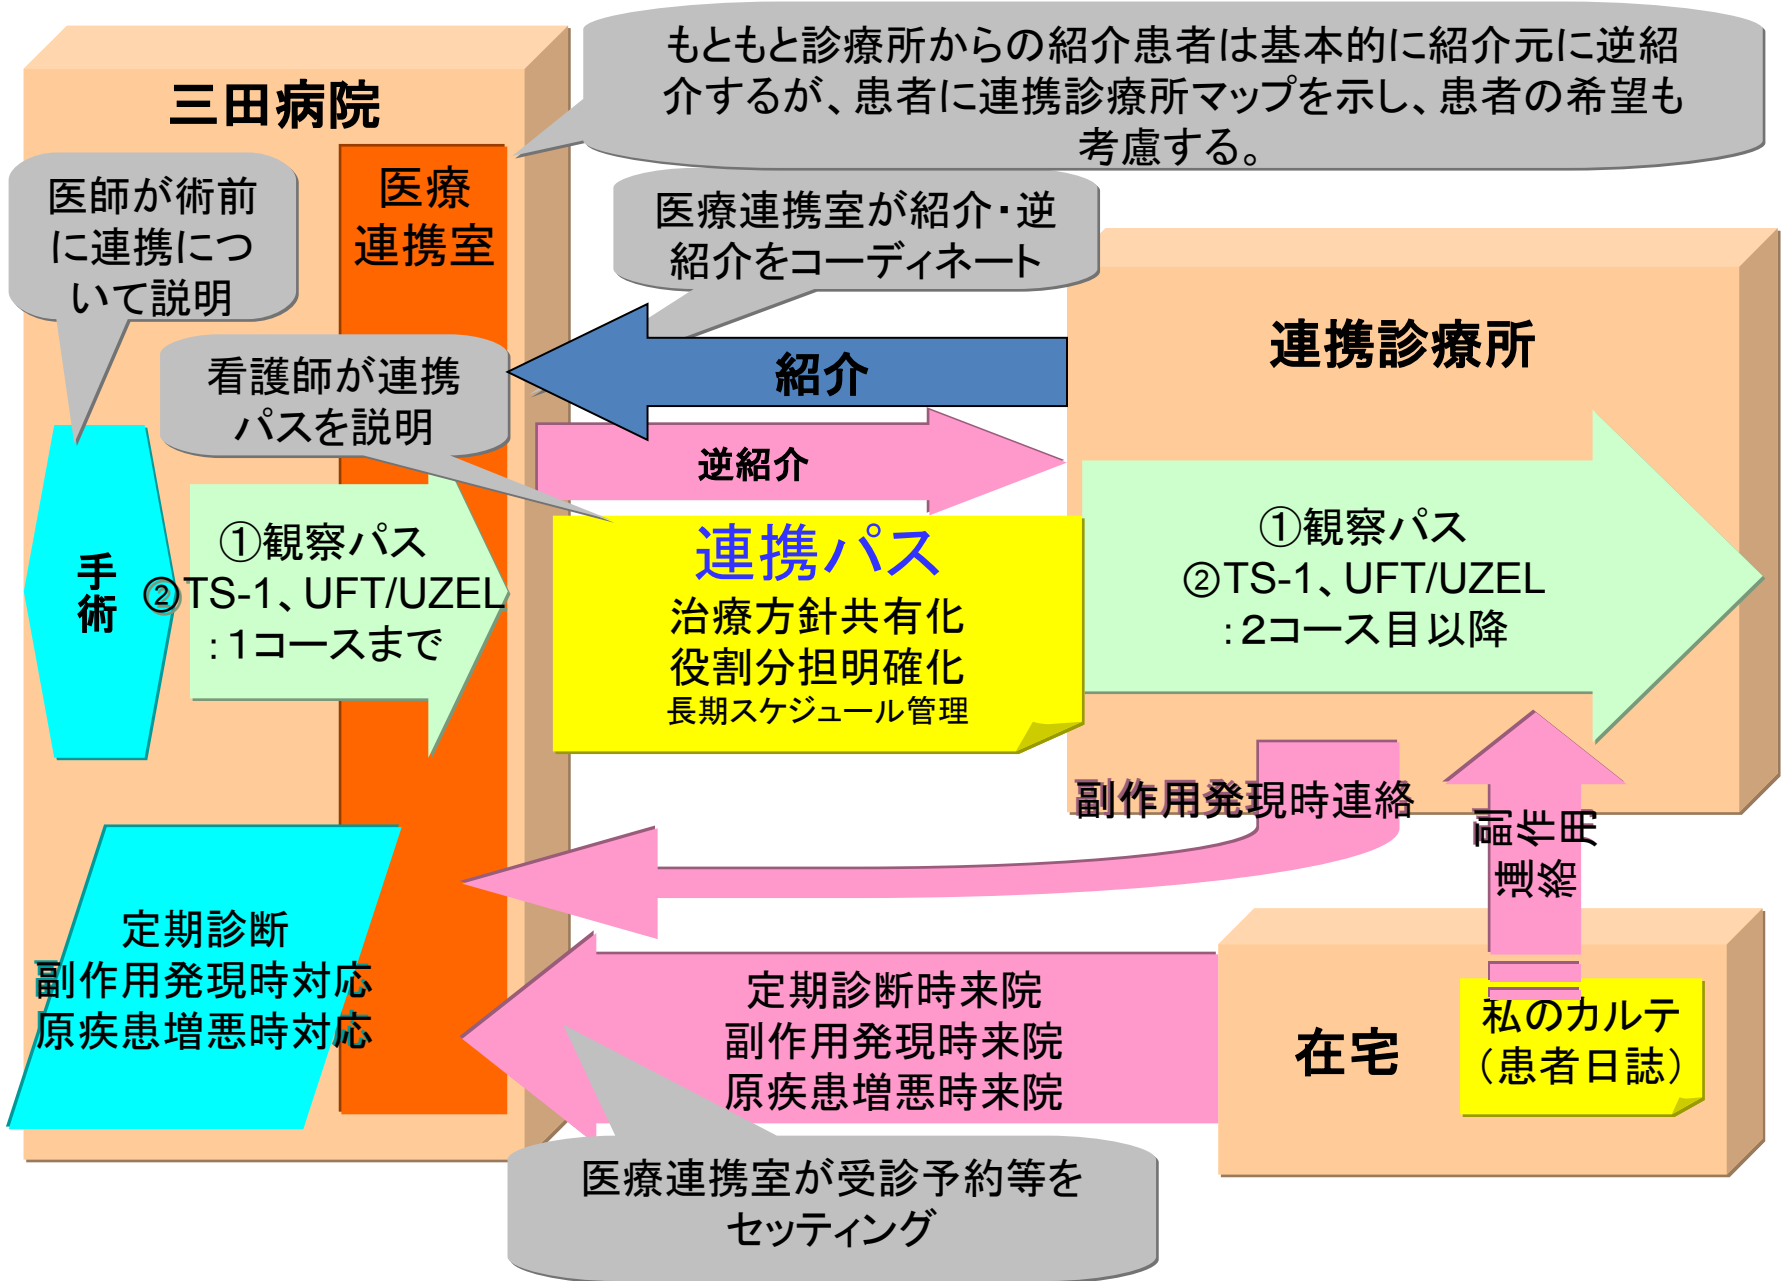 もともと診療所からの紹介患者は基本的に紹介元に逆紹
介するが、患者に連携診療所マップを示し、患者の希望も
考慮する。
三田病院
医療
連携室
医師が術前
に連携につ
いて説明
医療連携室が紹介・逆
紹介をコーディネート
連携診療所
看護師が連携
パスを説明
紹介
逆紹介
手術
①観察パス
②TS-1、UFT/UZEL
:1コースまで
連携パス
治療方針共有化
役割分担明確化
長期スケジュール管理
①観察パス
②TS-1、UFT/UZEL
:2コース目以降
副作用発現時連絡
副作用
連絡
定期診断
副作用発現時対応
原疾患増悪時対応
定期診断時来院
副作用発現時来院
原疾患増悪時来院
在宅
私のカルテ
(患者日誌)
医療連携室が受診予約等を
セッティング